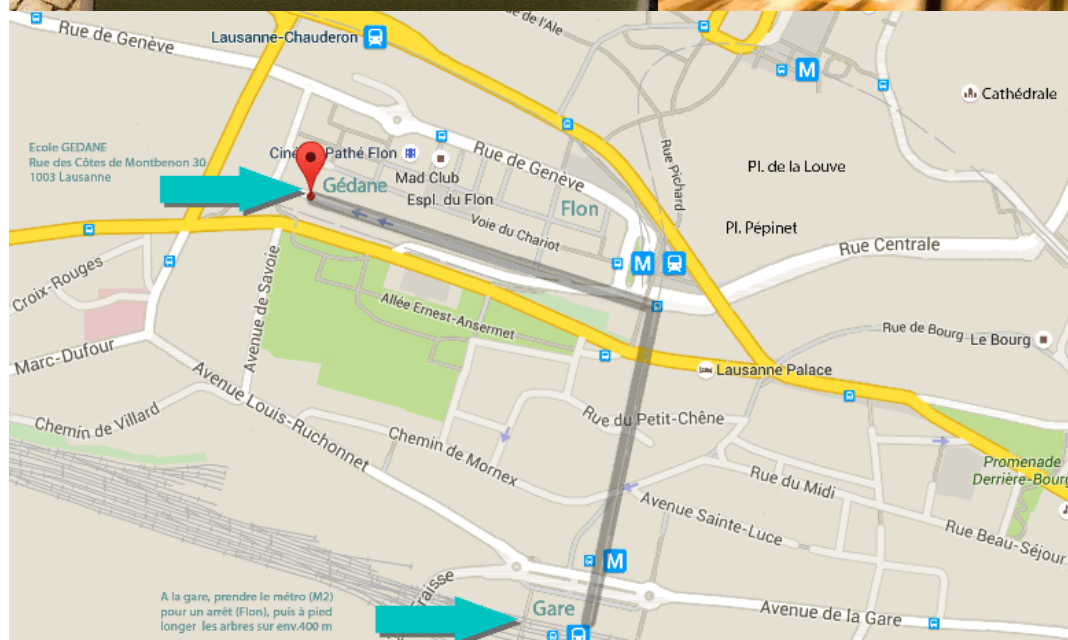 de l'Ale
Rue de Genève
Lausanne-Chauderon
M
Cathédrale
Ecole GEDANE
Rue des Côtes de Montbenon 30
1003 Lausanne
Pathé Flon
Mad Club
Gédane
Espl. du Flon
Rue de Genève
Rue Pichard
Pl. de la Louve
Flon
Voie du Chariot
Pl. Pépinet
Rue Centrale
M
Croix-Rouges
Avenue de Savoie
Allée Ernest-Ansermet
Rue de Bourg
Le Bourg
Marc-Dufour
Lausanne Palace
Avenue Louis-Ruchonnet
Chemin de Villard
Rue du Petit-Chêne
Chemin de Mornex
Promenade
Derrière-Bourg
Rue du Midi
Avenue Sainte-Luce
Rue Beau-Séjour
M
A la gare, prendre le métro (M2)
pour un arrêt (Flon), puis à pied
longer les arbres sur env.400 m
Gare
Avenue de la Gare